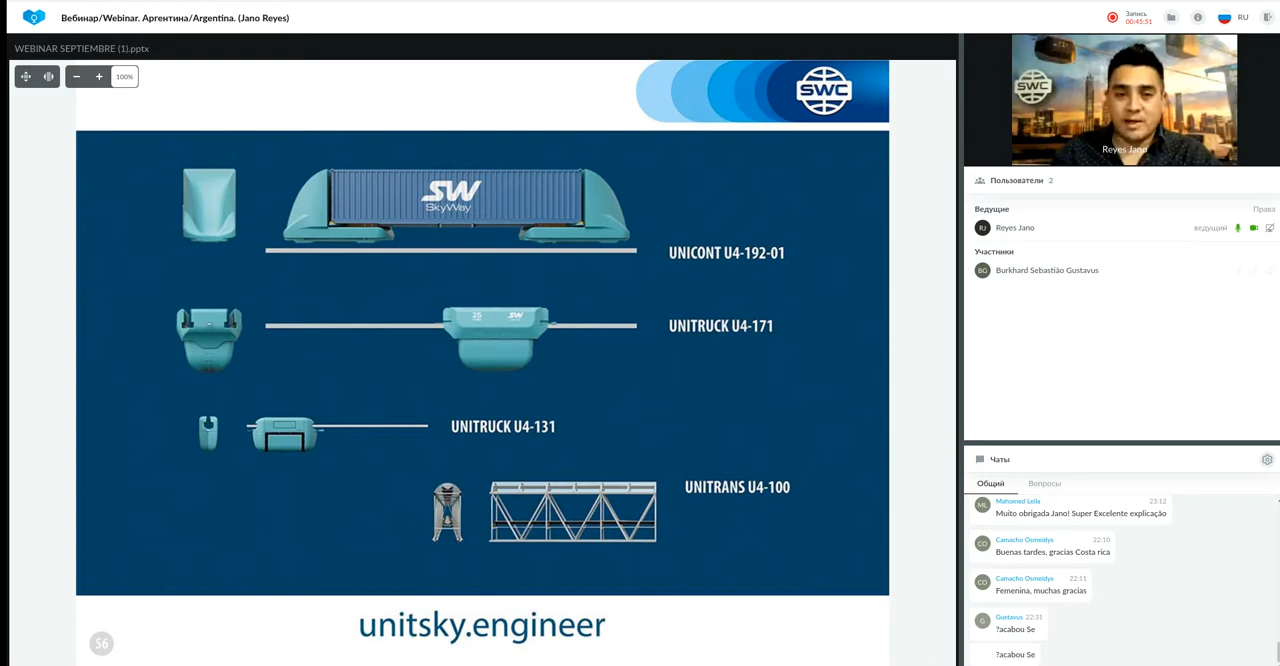 Вебинар/Webinar. Аргентина/Argentina. (Jano Reyes)
Запись
00:45:51
RU
WEBINAR SEPTIEMBRE (1).pptx
100%
SWC
SW
SkyWay
UNICONT U4-192-01
25
SW
UNITRUCK U4-171
UNITRUCK U4-131
UNITRANS U4-100
unitsky.engineer
56
SWC
Reyes Jano
Пользователи 2
Ведущие Права
RJ Reyes Jano ведущий
Участники
BG Burkhard Sebastião Gustavus
Чаты
Общий Вопросы
ML Mahomed Leila 23:12
Muito obrigada Jano! Super Excelente explicação
CO Camacho Osmeidys 22:10
Buenas tardes, gracias Costa rica
CO Camacho Osmeidys 22:11
Femenina, muchas gracias
G Gustavus 22:31
?acabou Se
?acabou Se